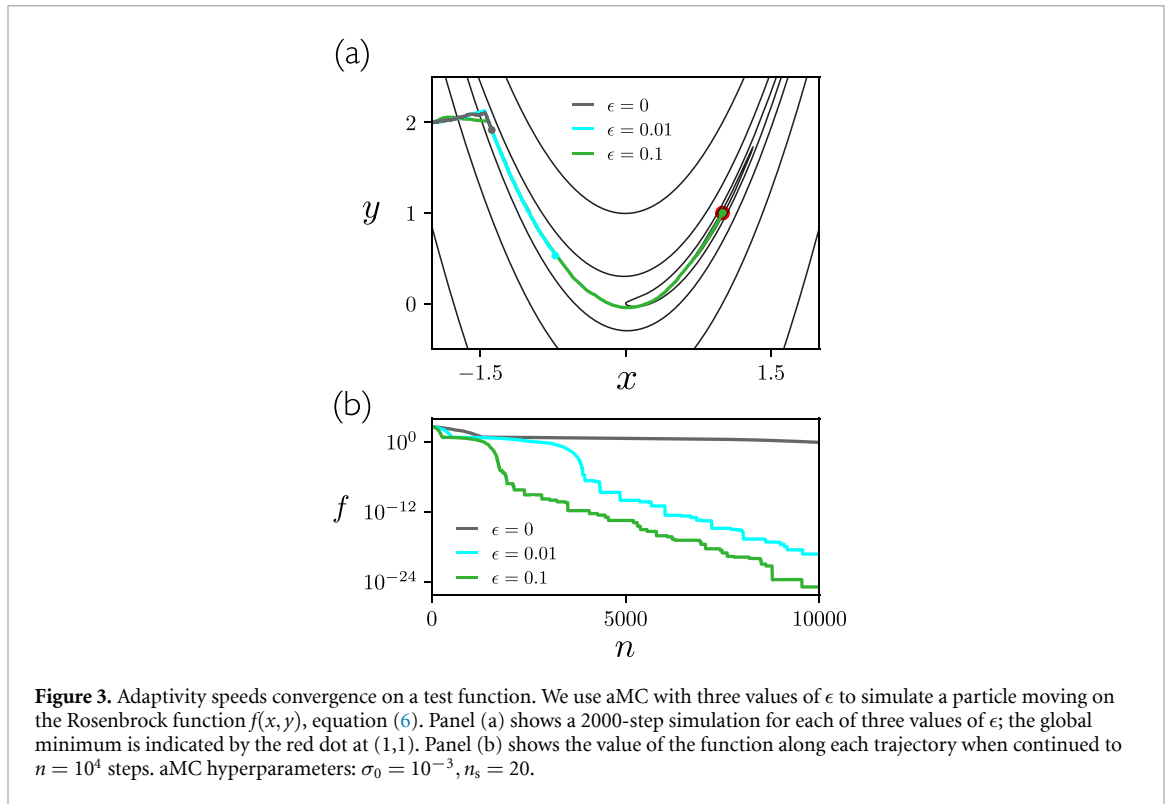 (a)
ϵ = 0
ϵ = 0.01
ϵ = 0.1
2
1
0
y
−1.5
x
1.5
(b)
10⁰
10⁻¹²
10⁻²⁴
f
ϵ = 0
ϵ = 0.01
ϵ = 0.1
0
5000
10000
n
Figure 3. Adaptivity speeds convergence on a test function. We use aMC with three values of ϵ to simulate a particle moving on
the Rosenbrock function f(x, y), equation (6). Panel (a) shows a 2000-step simulation for each of three values of ϵ; the global
minimum is indicated by the red dot at (1,1). Panel (b) shows the value of the function along each trajectory when continued to
n = 10⁴ steps. aMC hyperparameters: σ₀ = 10⁻³, nₛ = 20.